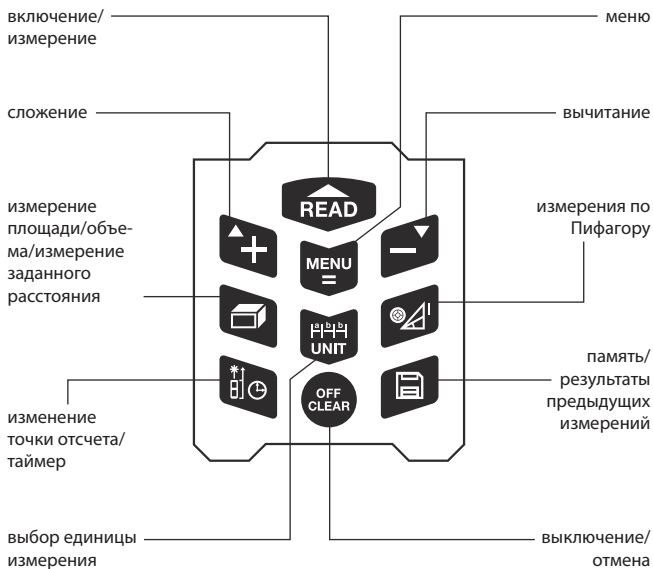 включение/
измерение
меню
сложение
вычитание
READ
MENU
=
измерение
площади/объе-
ма/измерение
заданного
расстояния
измерения по
Пифагору
a b b
UNIT
OFF
CLEAR
память/
результаты
предыдущих
измерений
изменение
точки отсчета/
таймер
выбор единицы
измерения
выключение/
отмена